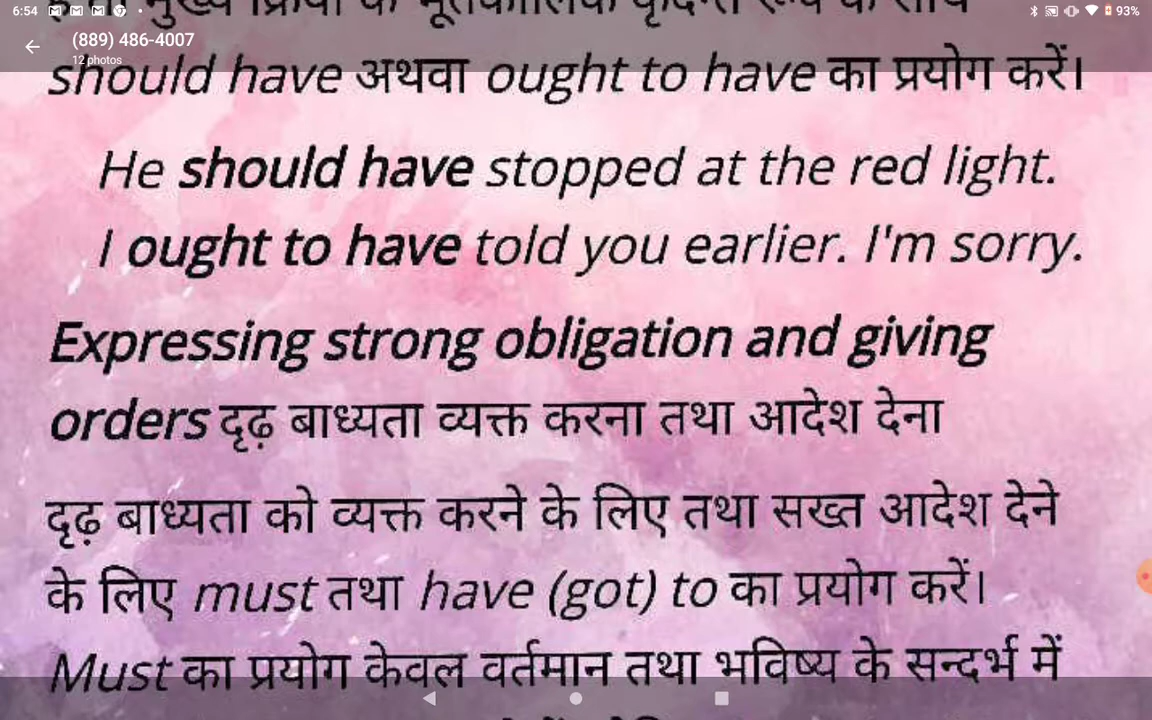 6:54 93%
(889) 486-4007
12 photos
should have अथवा ought to have का प्रयोग करें।
He should have stopped at the red light.
I ought to have told you earlier. I'm sorry.
Expressing strong obligation and giving
orders दृढ़ बाध्यता व्यक्त करना तथा आदेश देना
दृढ़ बाध्यता को व्यक्त करने के लिए तथा सख्त आदेश देने
के लिए must तथा have (got) to का प्रयोग करें।
Must का प्रयोग केवल वर्तमान तथा भविष्य के सन्दर्भ में